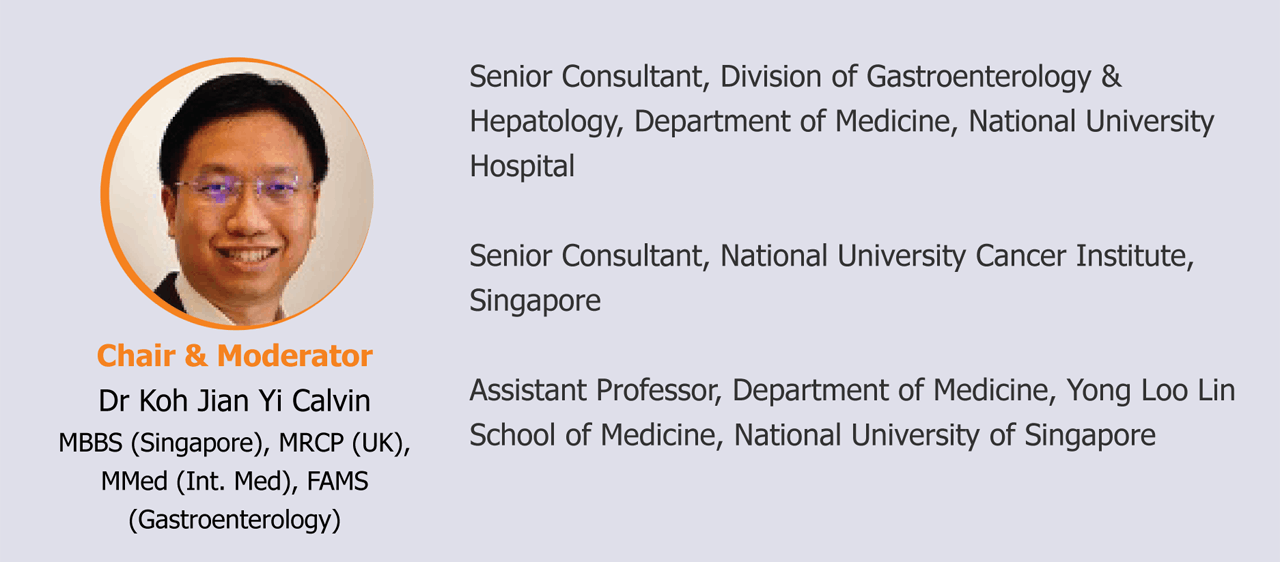 Chair & Moderator
Dr Koh Jian Yi Calvin
MBBS (Singapore), MRCP (UK),
MMed (Int. Med), FAMS
(Gastroenterology)
Senior Consultant, Division of Gastroenterology &
Hepatology, Department of Medicine, National University
Hospital
Senior Consultant, National University Cancer Institute,
Singapore
Assistant Professor, Department of Medicine, Yong Loo Lin
School of Medicine, National University of Singapore